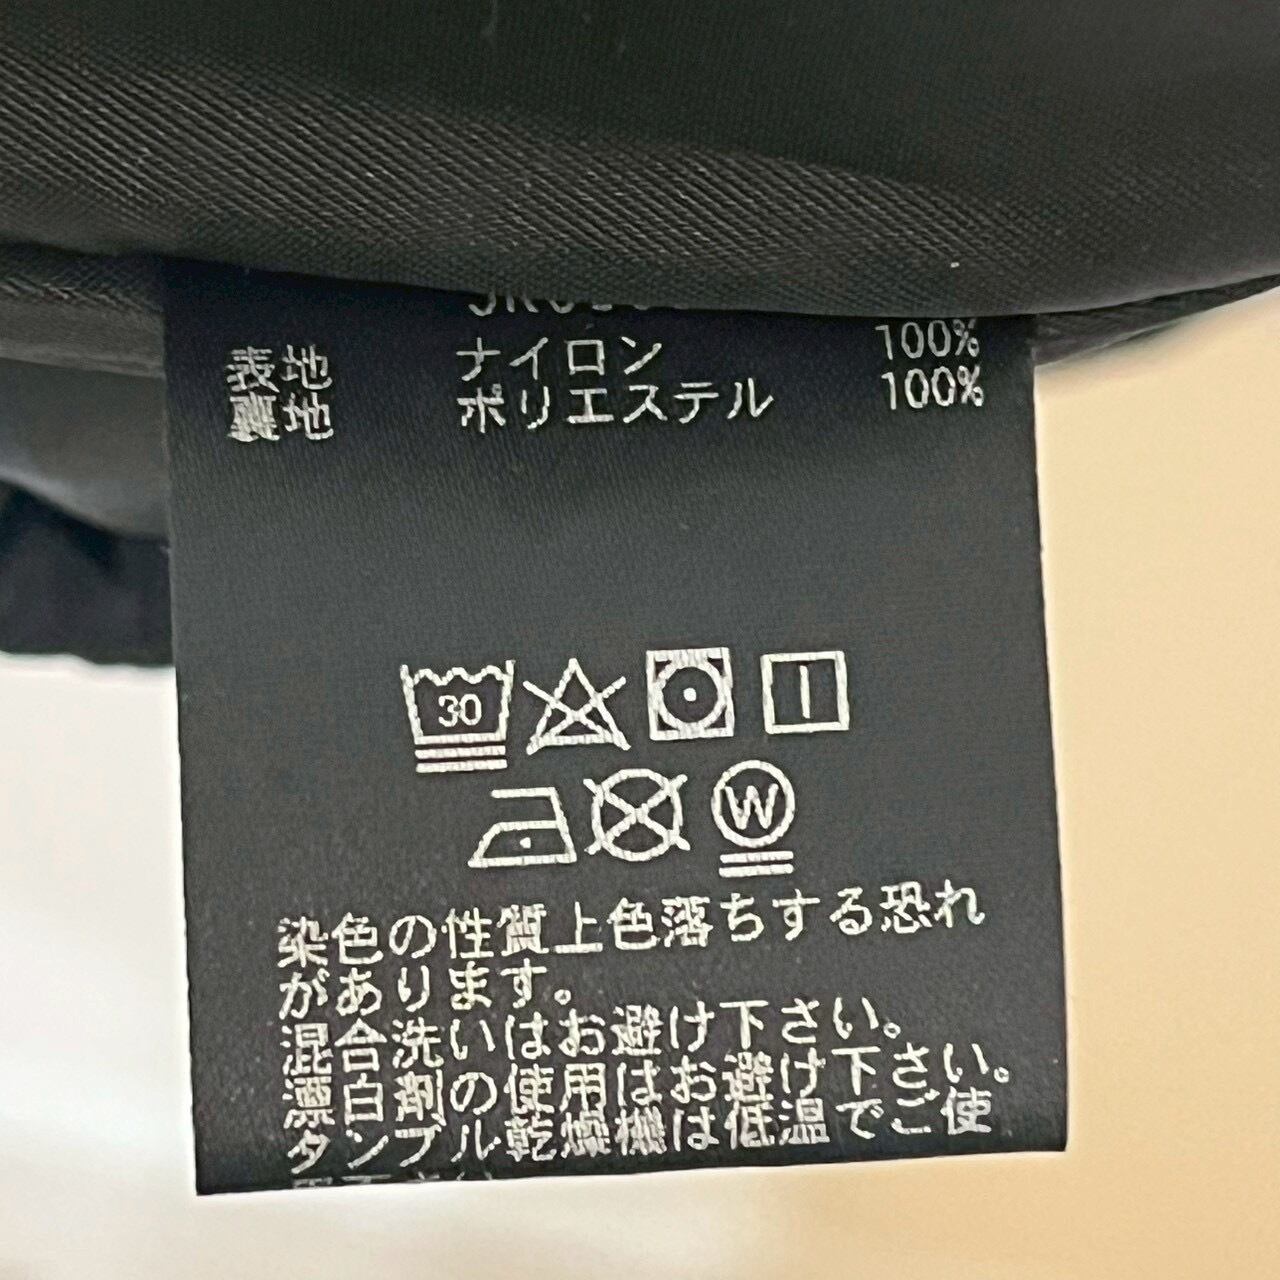 表地 ナイロン 100%
裏地 ポリエステル 100%
30
W
染色の性質上色落ちする恐れ
があります。
混合洗いはお避け下さい。
漂白剤の使用はお避け下さい。
タンブル乾燥機は低温でご使